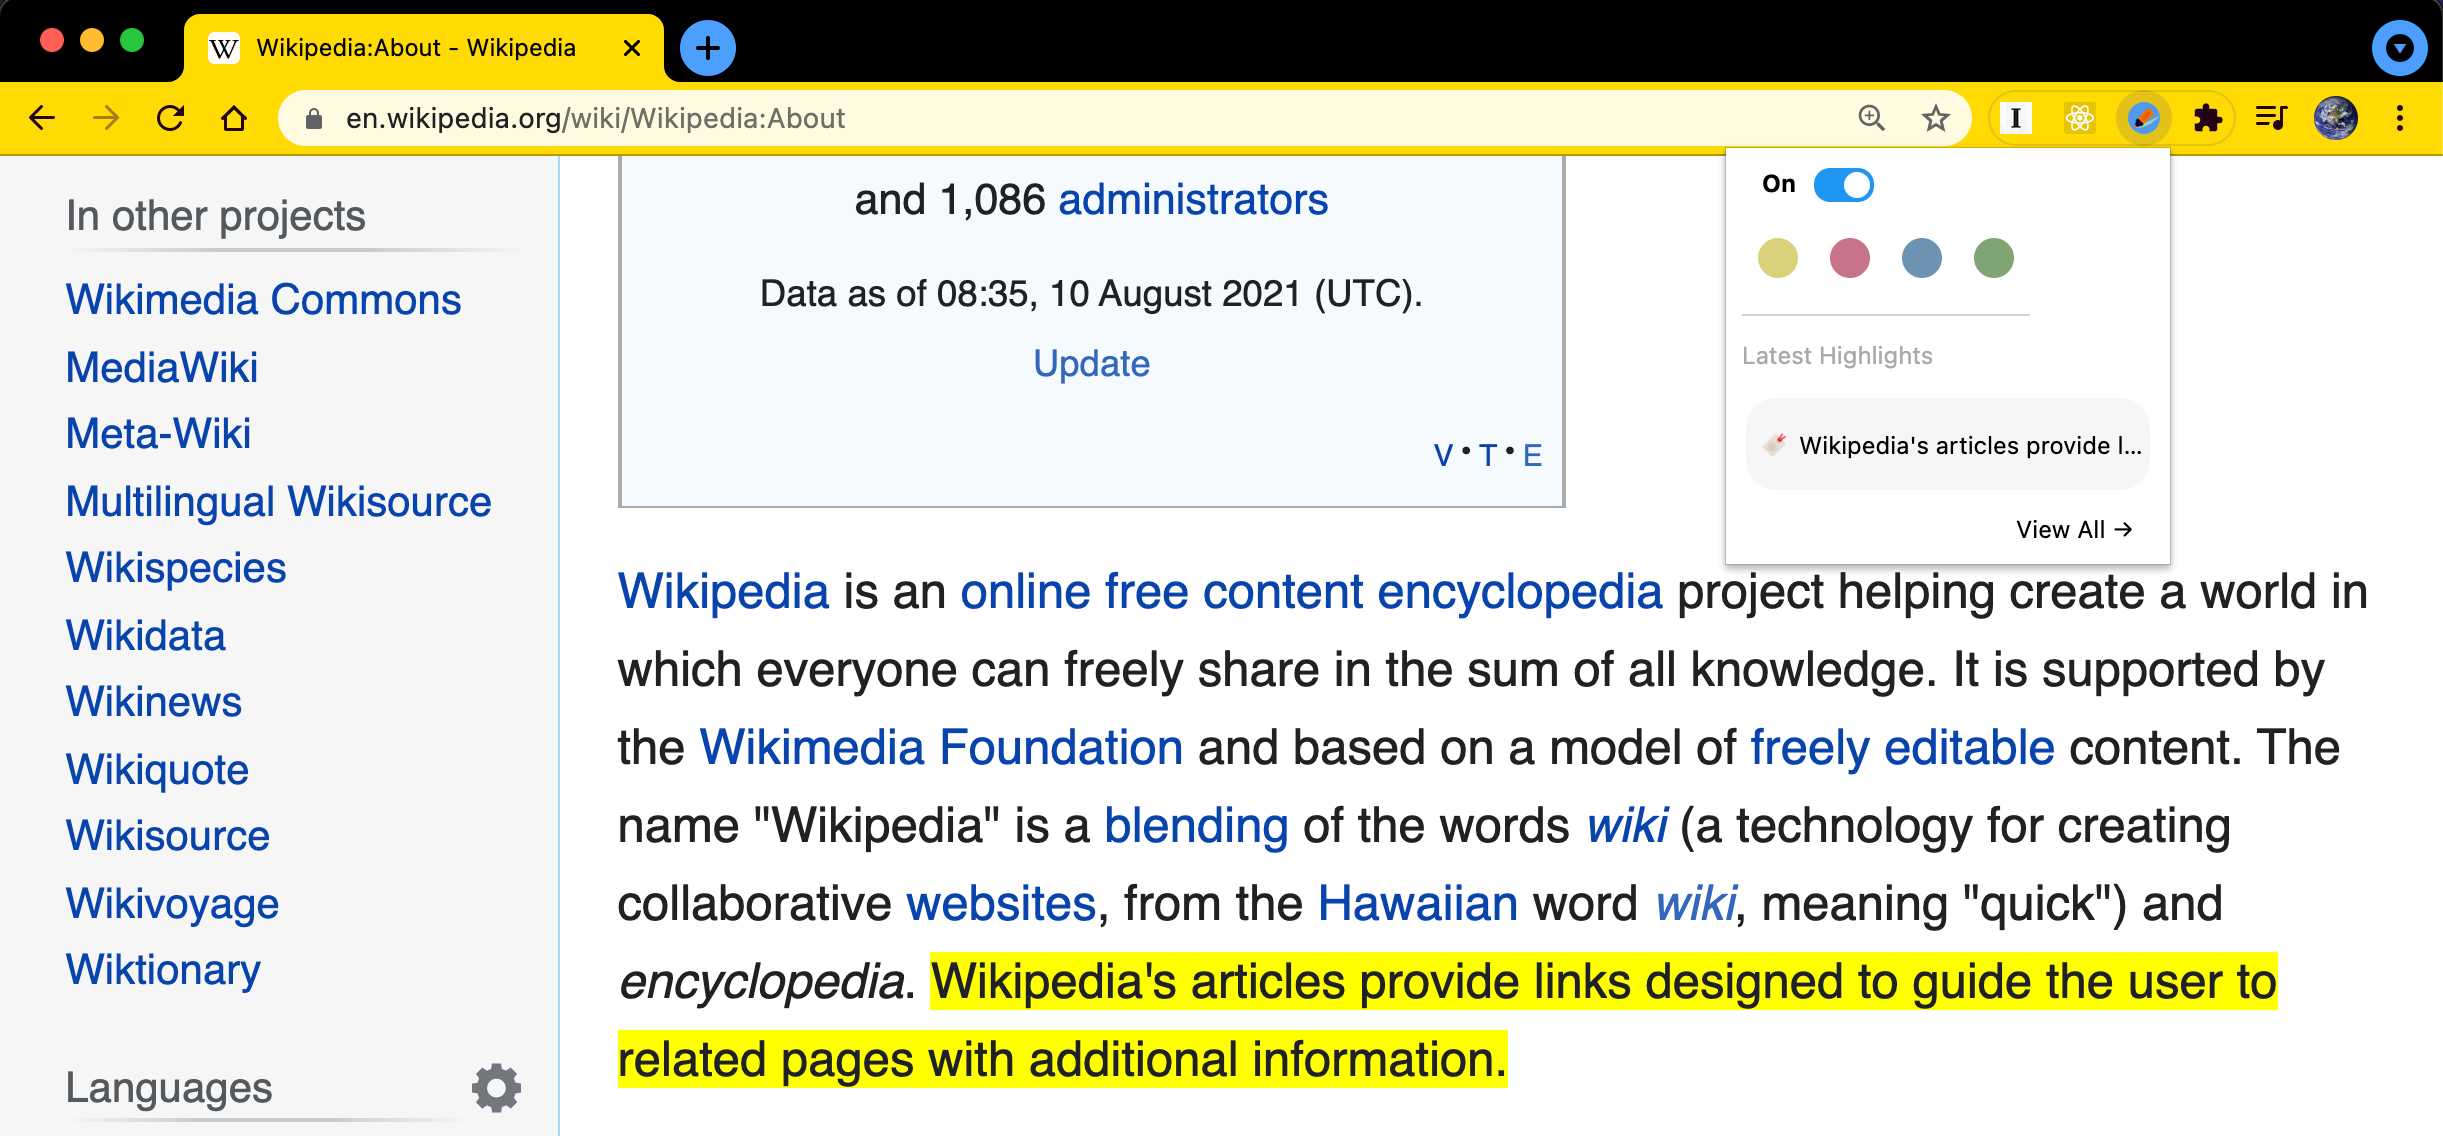 Wikipedia:About - Wikipedia
en.wikipedia.org/wiki/Wikipedia:About
In other projects
Wikimedia Commons
MediaWiki
Meta-Wiki
Multilingual Wikisource
Wikispecies
Wikidata
Wikinews
Wikiquote
Wikisource
Wikivoyage
Wiktionary
Languages
and 1,086 administrators
Data as of 08:35, 10 August 2021 (UTC).
Update
V • T • E
On
Latest Highlights
Wikipedia's articles provide l...
View All →
Wikipedia is an online free content encyclopedia project helping create a world in
which everyone can freely share in the sum of all knowledge. It is supported by
the Wikimedia Foundation and based on a model of freely editable content. The
name "Wikipedia" is a blending of the words wiki (a technology for creating
collaborative websites, from the Hawaiian word wiki, meaning "quick") and
encyclopedia. Wikipedia's articles provide links designed to guide the user to
related pages with additional information.